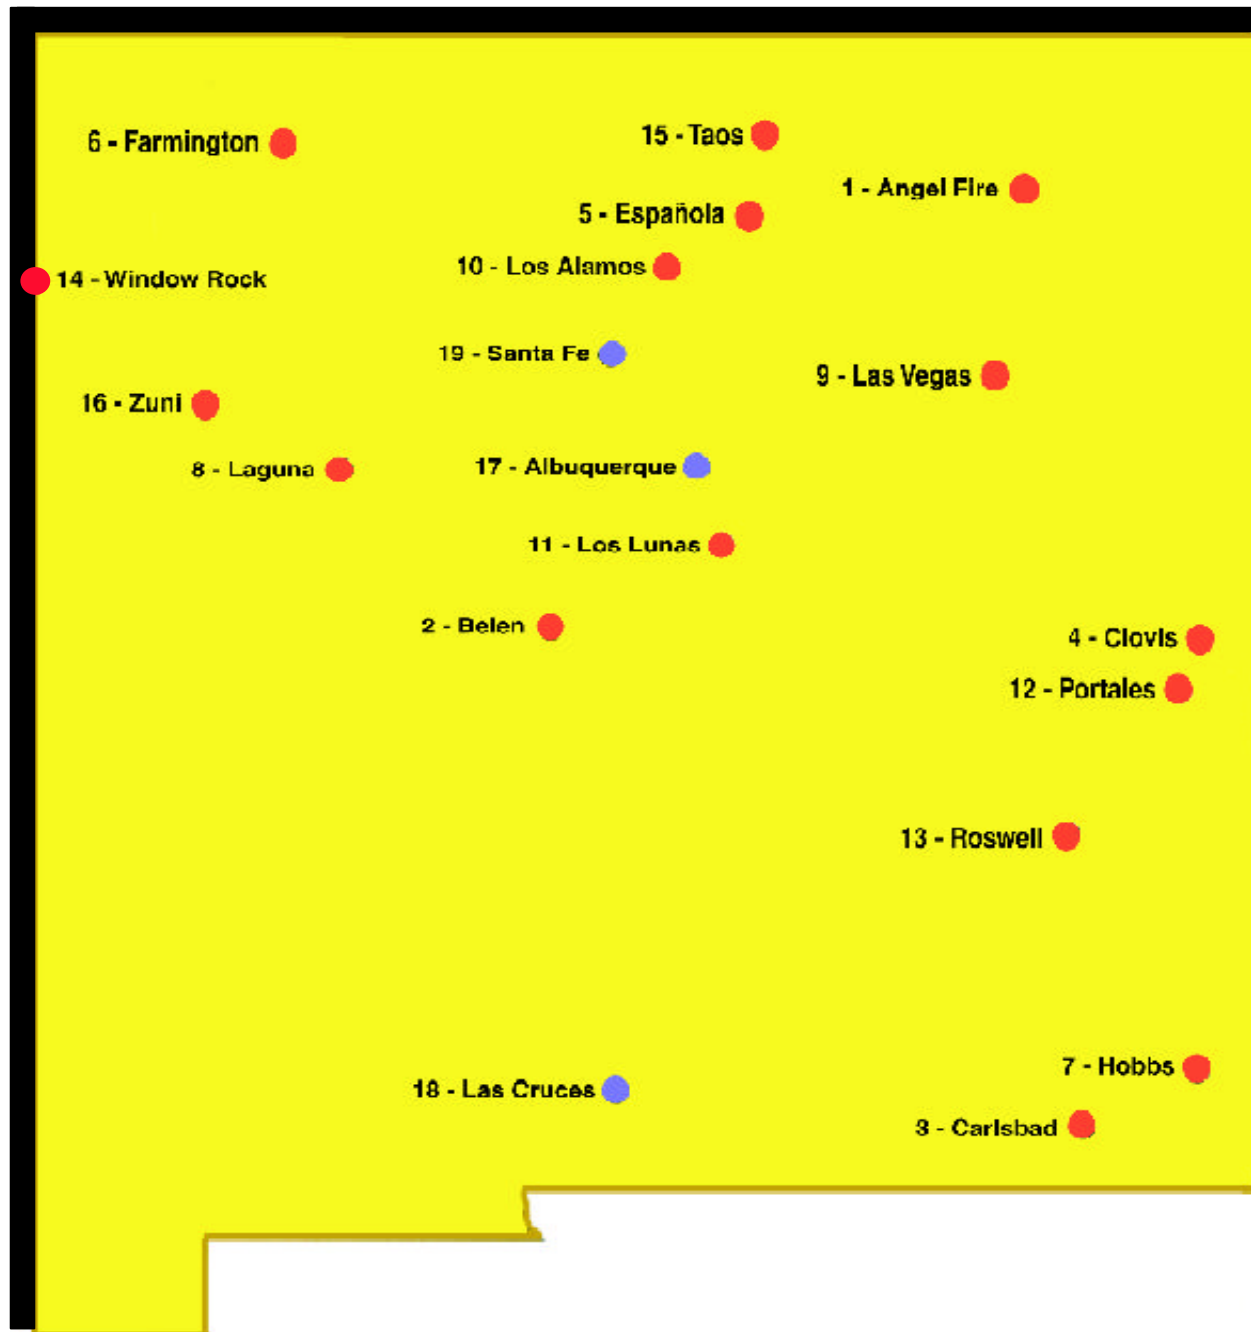 6 - Farmington
15 - Taos
1 - Angel Fire
5 - Española
10 - Los Alamos
14 - Window Rock
19 - Santa Fe
9 - Las Vegas
16 - Zuni
8 - Laguna
17 - Albuquerque
11 - Los Lunas
2 - Belen
4 - Clovis
12 - Portales
13 - Roswell
7 - Hobbs
18 - Las Cruces
3 - Carlsbad